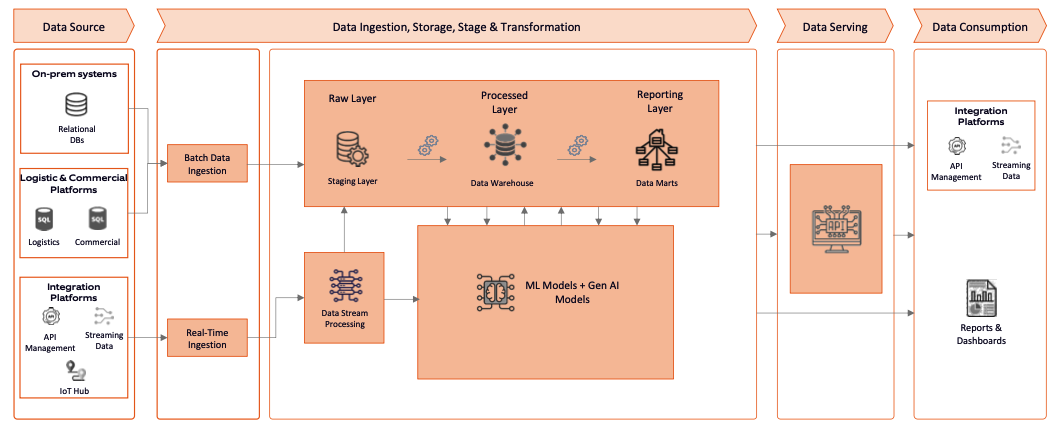 Data Source
Data Ingestion, Storage, Stage & Transformation
Data Serving
Data Consumption
On-prem systems
Relational
DBs
Logistic & Commercial
Platforms
SQL
SQL
Logistics
Commercial
Integration
Platforms
API
API
Management
Streaming
Data
IoT Hub
Batch Data
Ingestion
Real-Time
Ingestion
Raw Layer
Staging Layer
Processed
Layer
Data Warehouse
Reporting
Layer
Data Marts
Data Stream
Processing
ML Models + Gen AI
Models
API
Integration
Platforms
API
API
Management
Streaming
Data
Reports &
Dashboards